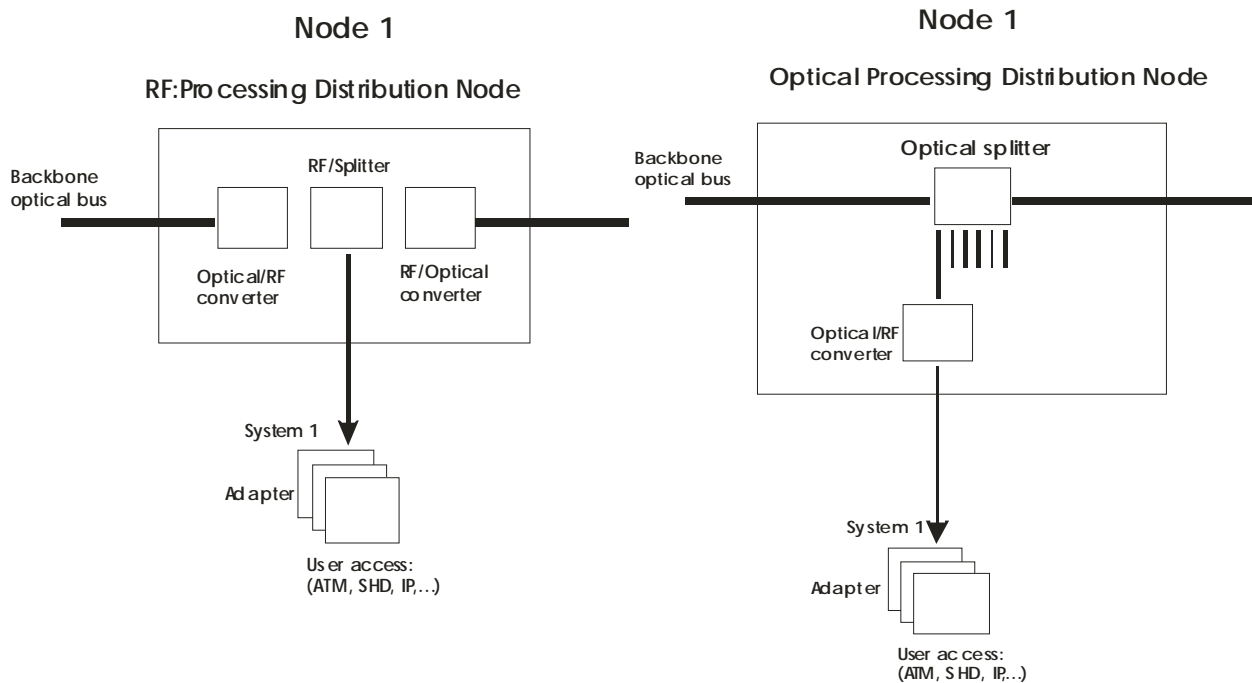 Node 1
RF:Processing Distribution Node
Backbone
optical bus
RF/Splitter
Optical/RF
converter
RF/Optical
converter
System 1
Adapter
User access:
(ATM, SHD, IP,...)
Node 1
Optical Processing Distribution Node
Optical splitter
Backbone
optical bus
Optical/RF
converter
System 1
Adapter
User access:
(ATM, SHD, IP,...)